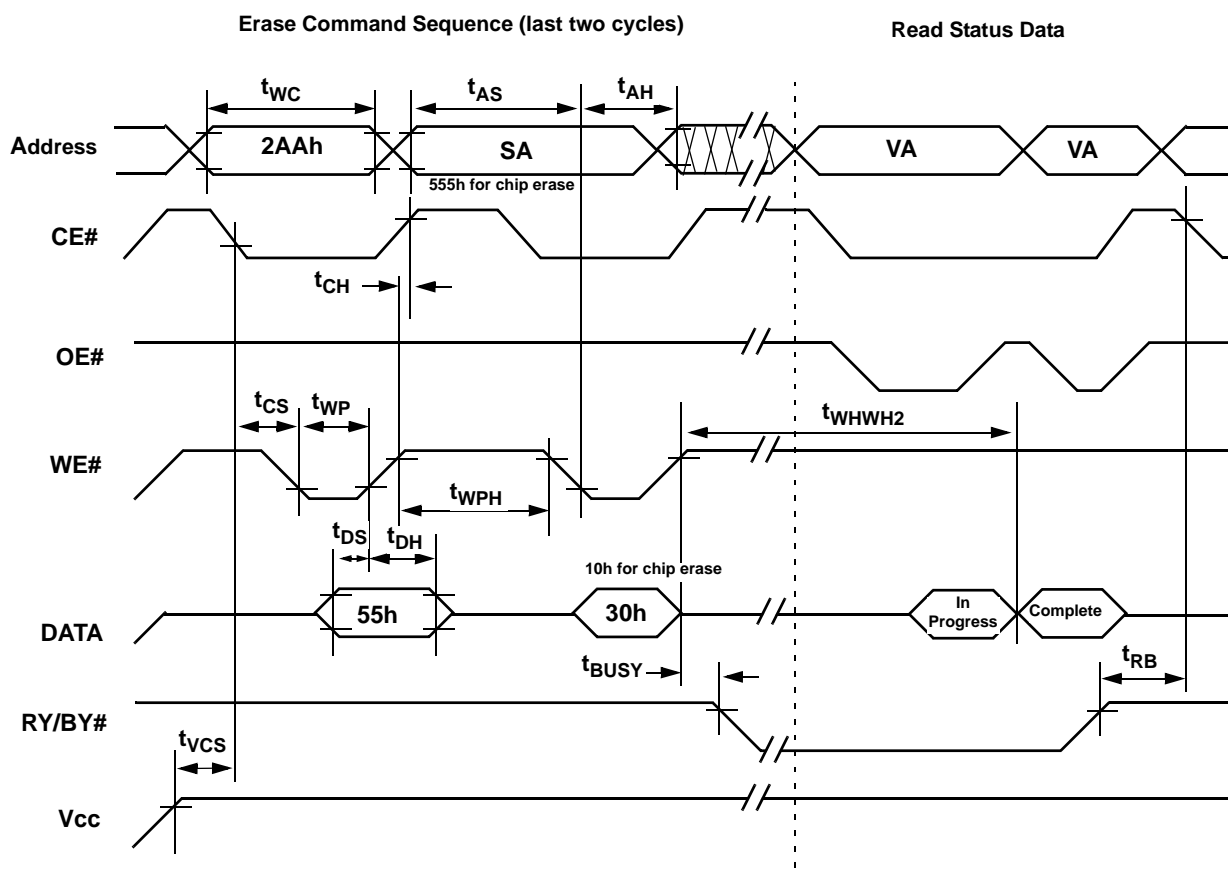 Erase Command Sequence (last two cycles)
Read Status Data
tWC
tAS
tAH
Address
2AAh
SA
VA
VA
555h for chip erase
CE#
tCH
OE#
tCS
tWP
tWHWH2
WE#
tWPH
tDS
tDH
10h for chip erase
DATA
55h
30h
In
Progress
Complete
tBUSY
tRB
RY/BY#
tVCS
Vcc